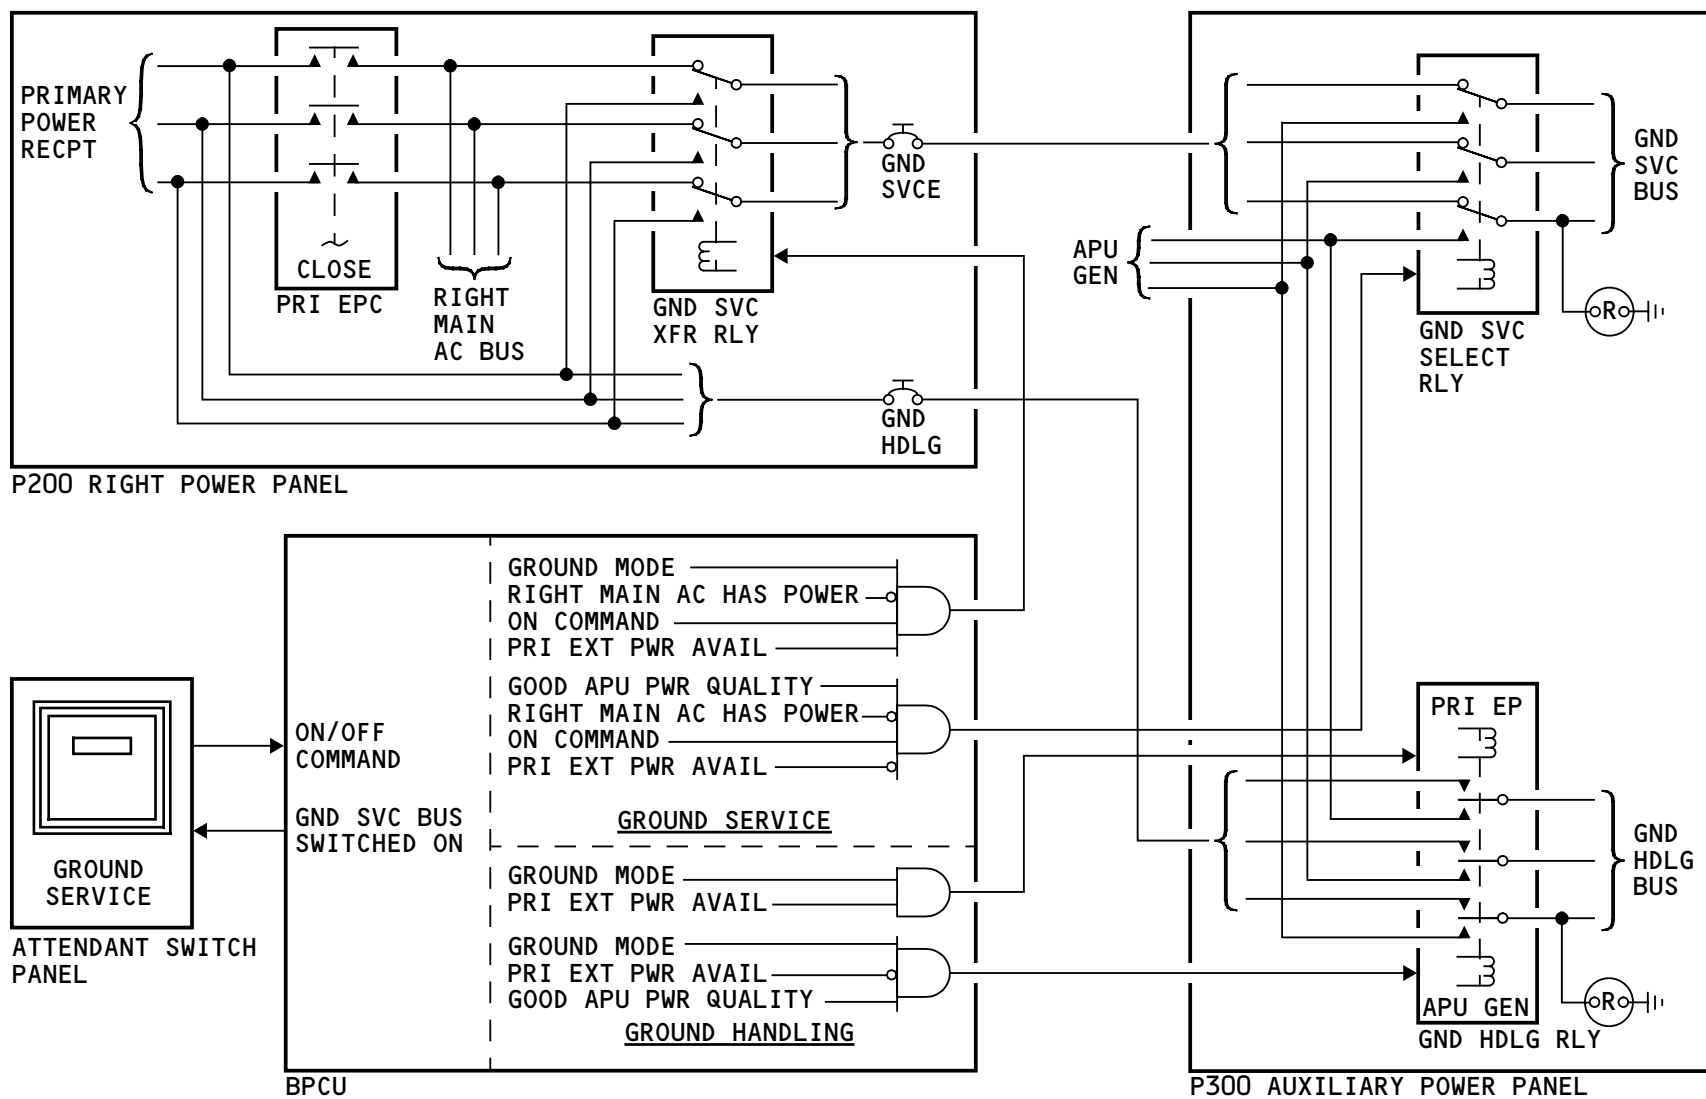 PRIMARY
POWER
RECPT
CLOSE
PRI EPC
RIGHT
MAIN
AC BUS
GND SVC
XFR RLY
GND
SVCE
GND
HDLG
P200 RIGHT POWER PANEL
APU
GEN
GND
SVC
BUS
R
GND SVC
SELECT
RLY
GROUND MODE
RIGHT MAIN AC HAS POWER
ON COMMAND
PRI EXT PWR AVAIL
GOOD APU PWR QUALITY
RIGHT MAIN AC HAS POWER
ON COMMAND
PRI EXT PWR AVAIL
GROUND SERVICE
ON/OFF
COMMAND
GND SVC BUS
SWITCHED ON
GROUND
SERVICE
ATTENDANT SWITCH
PANEL
GROUND MODE
PRI EXT PWR AVAIL
GROUND MODE
PRI EXT PWR AVAIL
GOOD APU PWR QUALITY
GROUND HANDLING
BPCU
PRI EP
GND
HDLG
BUS
R
APU GEN
GND HDLG RLY
P300 AUXILIARY POWER PANEL